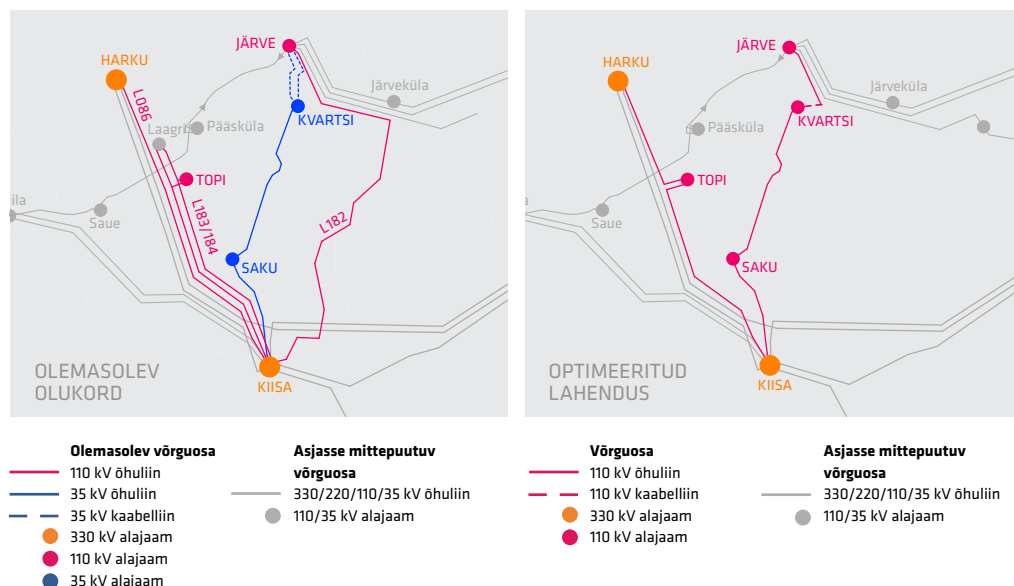 JÄRVE
HARKU
L086
Järveküla
Laagri
Pääsküla
KVARTSI
TOPI
L183/184
L182
ila
Saue
SAKU
OLEMASOLEV
OLUKORD
KIISA
JÄRVE
HARKU
Järveküla
Pääsküla
KVARTSI
TOPI
a
Saue
SAKU
OPTIMEERITUD
LAHENDUS
KIISA
Olemasolev võrguosa
110 kV õhuliin
35 kV õhuliin
35 kV kaabelliin
330 kV alajaam
110 kV alajaam
35 kV alajaam
Asjasse mittepuutuv
võrguosa
330/220/110/35 kV õhuliin
110/35 kV alajaam
Võrguosa
110 kV õhuliin
110 kV kaabelliin
330 kV alajaam
110 kV alajaam
Asjasse mittepuutuv
võrguosa
330/220/110/35 kV õhuliin
110/35 kV alajaam